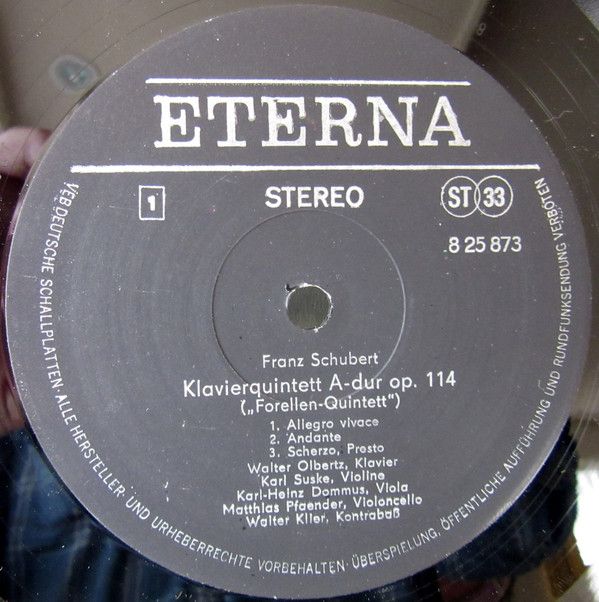 ETERNA
1 STEREO ST 33
8 25 873
Franz Schubert
Klavierquintett A-dur op. 114
(„Forellen-Quintett“)
1. Allegro vivace
2. Andante
3. Scherzo, Presto
Walter Olbertz, Klavier
Karl Suske, Violine
Karl-Heinz Dommus, Viola
Matthias Pfaender, Violoncello
Walter Klier, Kontrabaß
VEB DEUTSCHE SCHALLPLATTEN · ALLE HERSTELLER- UND URHEBERRECHTE VORBEHALTEN · ÜBERSPIELUNG, ÖFFENTLICHE AUFFÜHRUNG UND RUNDFUNKSENDUNG VERBOTEN